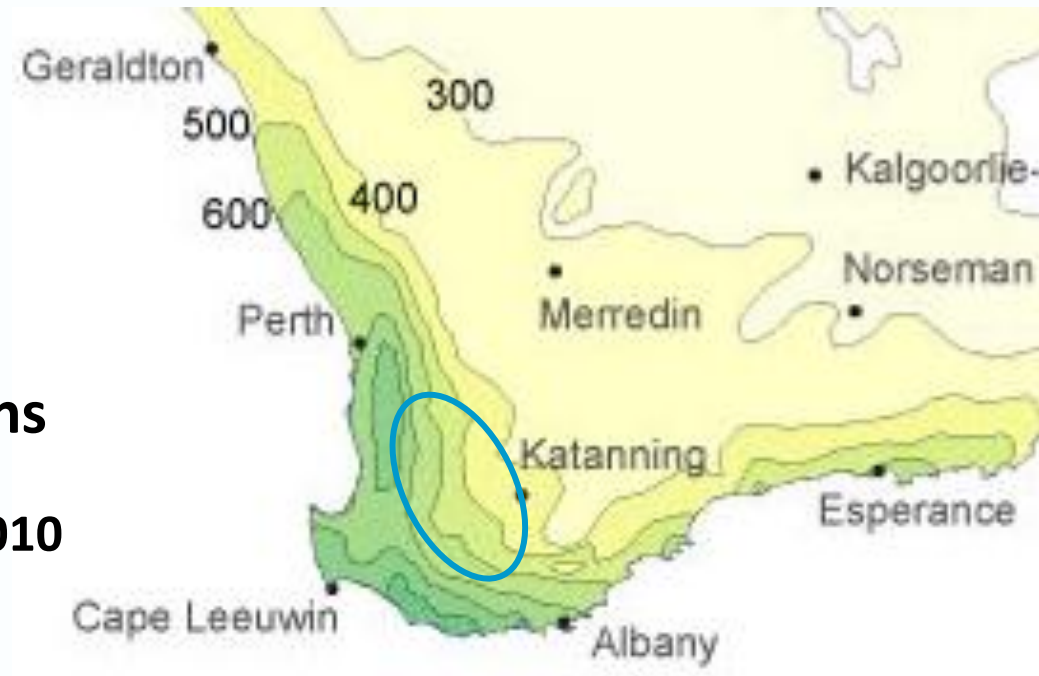 Geraldton
300
500
Kalgoorlie-
400
600
Norseman
Perth
Merredin
ns
Katanning
Esperance
010
Cape Leeuwin
Albany